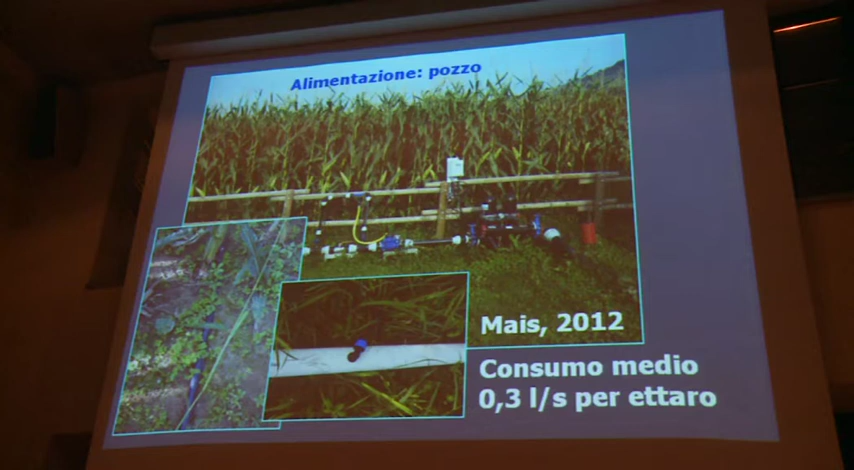 Alimentazione: pozzo
Mais, 2012
Consumo medio
0,3 l/s per ettaro